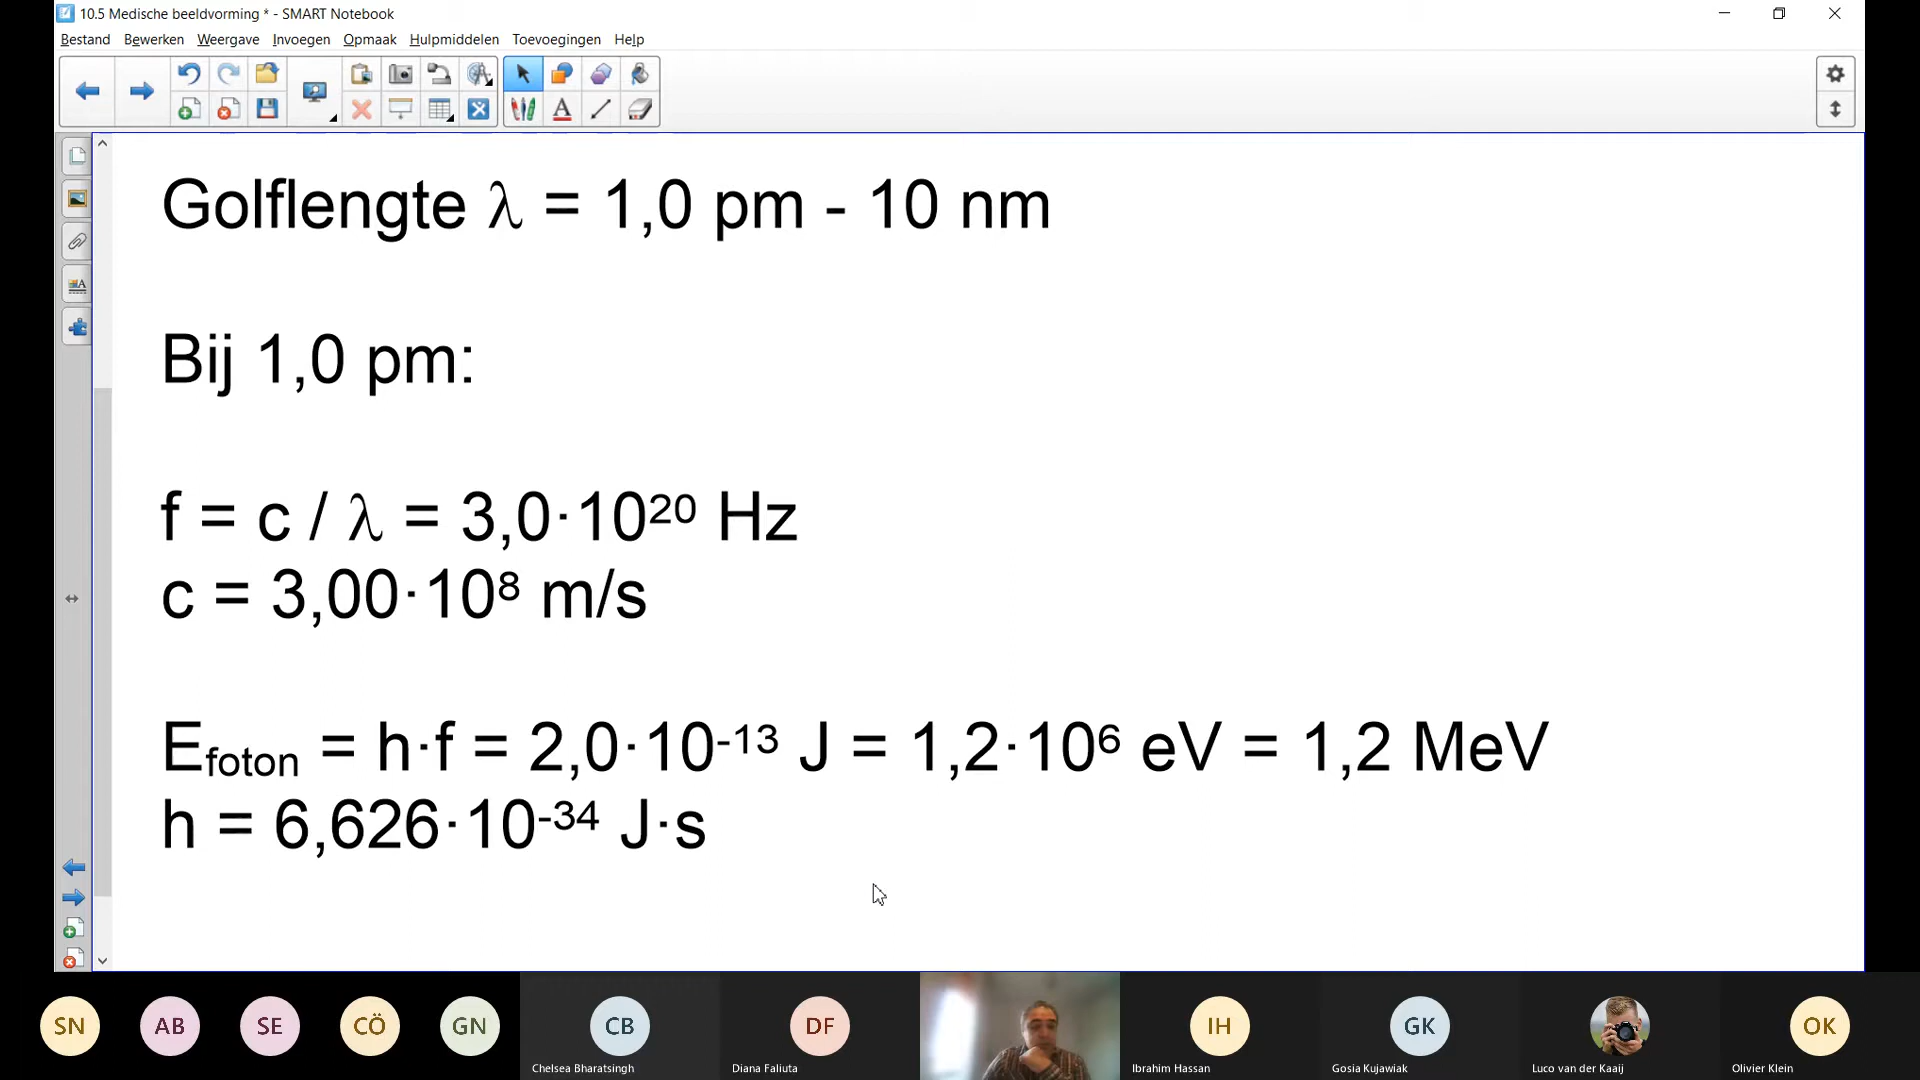 10.5 Medische beeldvorming * - SMART Notebook
Bestand Bewerken Weergave Invoegen Opmaak Hulpmiddelen Toevoegingen Help
Golflengte λ = 1,0 pm - 10 nm
Bij 1,0 pm:
f = c / λ = 3,0·10²⁰ Hz
c = 3,00·10⁸ m/s
E_foton = h·f = 2,0·10⁻¹³ J = 1,2·10⁶ eV = 1,2 MeV
h = 6,626·10⁻³⁴ J·s
SN AB SE CÖ GN CB DF IH GK OK
Chelsea Bharatsingh Diana Faliuta Ibrahim Hassan Gosia Kujawiak Luco van der Kaaij Olivier Klein